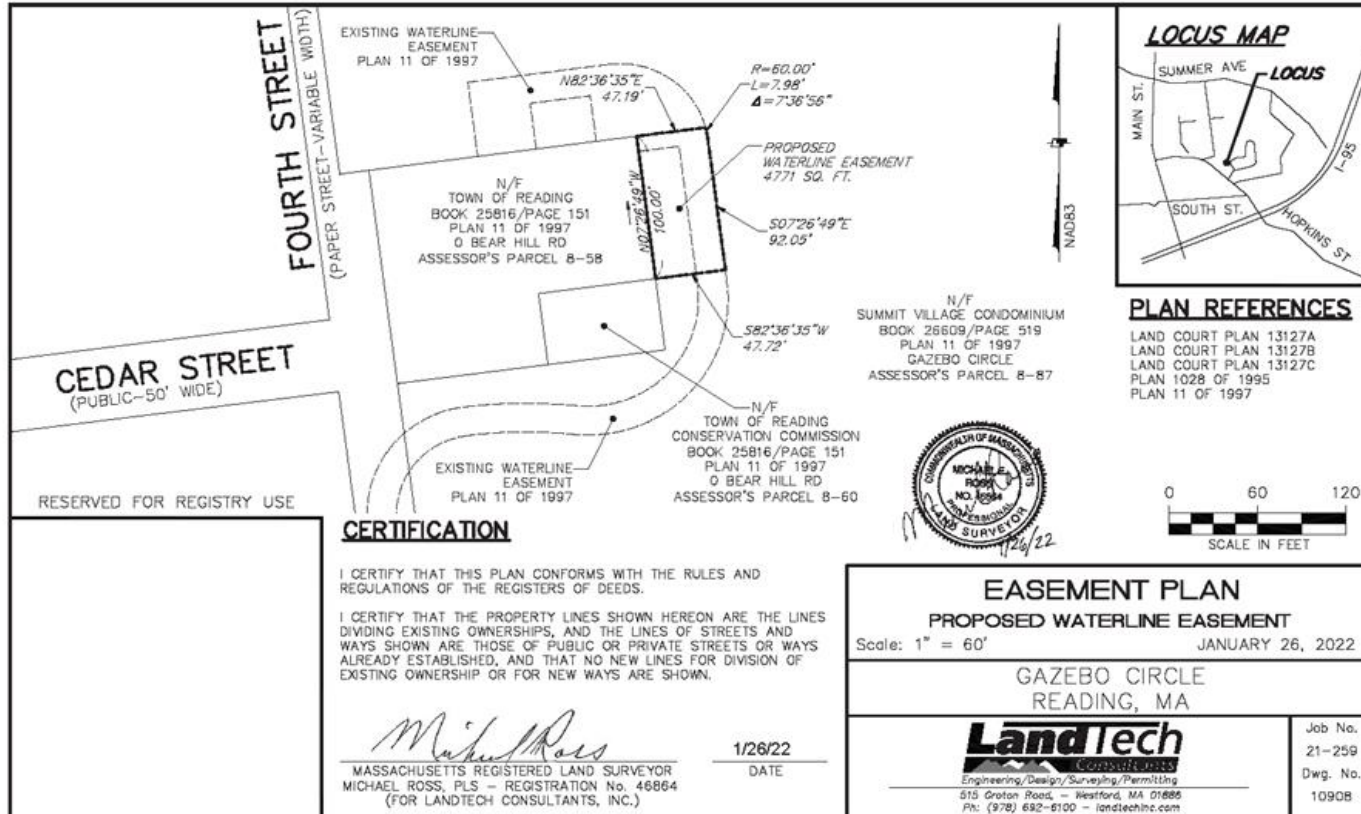 FOURTH STREET
(PAPER STREET-VARIABLE WIDTH)
EXISTING WATERLINE
EASEMENT
PLAN 11 OF 1997
N82°36'35"E
47.19'
R=60.00'
L=7.98'
Δ=7°36'56"
PROPOSED
WATERLINE EASEMENT
4771 SQ. FT.
N/F
TOWN OF READING
BOOK 25816/PAGE 151
PLAN 11 OF 1997
0 BEAR HILL RD
ASSESSOR'S PARCEL 8-58
N07°26'49"W
100.00'
S07°26'49"E
92.05'
NAD83
N/F
SUMMIT VILLAGE CONDOMINIUM
BOOK 26609/PAGE 519
PLAN 11 OF 1997
GAZEBO CIRCLE
ASSESSOR'S PARCEL 8-87
S82°36'35"W
47.72'
CEDAR STREET
(PUBLIC-50' WIDE)
N/F
TOWN OF READING
CONSERVATION COMMISSION
BOOK 25816/PAGE 151
PLAN 11 OF 1997
0 BEAR HILL RD
ASSESSOR'S PARCEL 8-60
EXISTING WATERLINE
EASEMENT
PLAN 11 OF 1997
LOCUS MAP
SUMMER AVE
LOCUS
MAIN ST.
I-95
SOUTH ST.
HOPKINS ST
PLAN REFERENCES
LAND COURT PLAN 13127A
LAND COURT PLAN 13127B
LAND COURT PLAN 13127C
PLAN 1028 OF 1995
PLAN 11 OF 1997
COMMONWEALTH OF MASSACHUSETTS
MICHAEL
ROSS
NO.
PROFESSIONAL
LAND SURVEYOR
1/26/22
0 60 120
SCALE IN FEET
RESERVED FOR REGISTRY USE
CERTIFICATION
I CERTIFY THAT THIS PLAN CONFORMS WITH THE RULES AND
REGULATIONS OF THE REGISTERS OF DEEDS.
I CERTIFY THAT THE PROPERTY LINES SHOWN HEREON ARE THE LINES
DIVIDING EXISTING OWNERSHIPS, AND THE LINES OF STREETS AND
WAYS SHOWN ARE THOSE OF PUBLIC OR PRIVATE STREETS OR WAYS
ALREADY ESTABLISHED, AND THAT NO NEW LINES FOR DIVISION OF
EXISTING OWNERSHIP OR FOR NEW WAYS ARE SHOWN.
Michael Ross
1/26/22
MASSACHUSETTS REGISTERED LAND SURVEYOR
DATE
MICHAEL ROSS, PLS - REGISTRATION No. 46864
(FOR LANDTECH CONSULTANTS, INC.)
EASEMENT PLAN
PROPOSED WATERLINE EASEMENT
Scale: 1" = 60' JANUARY 26, 2022
GAZEBO CIRCLE
READING, MA
LandTech
Consultants
Engineering/Design/Surveying/Permitting
515 Groton Road, - Westford, MA 01886
Ph: (978) 692-6100 - landtechinc.com
Job No.
21-259
Dwg. No.
10908